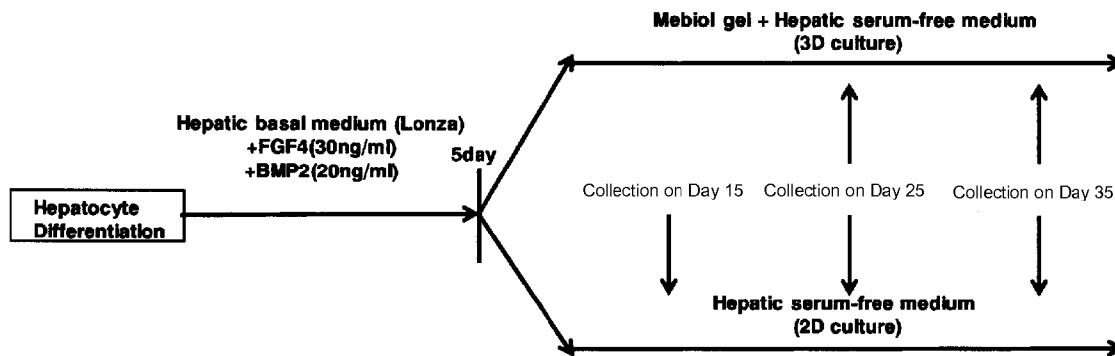 Mebiol gel + Hepatic serum-free medium
(3D culture)
Hepatic basal medium (Lonza)
+FGF4(30ng/ml)
+BMP2(20ng/ml)
5day
Collection on Day 15
Collection on Day 25
Collection on Day 35
Hepatocyte
Differentiation
Hepatic serum-free medium
(2D culture)